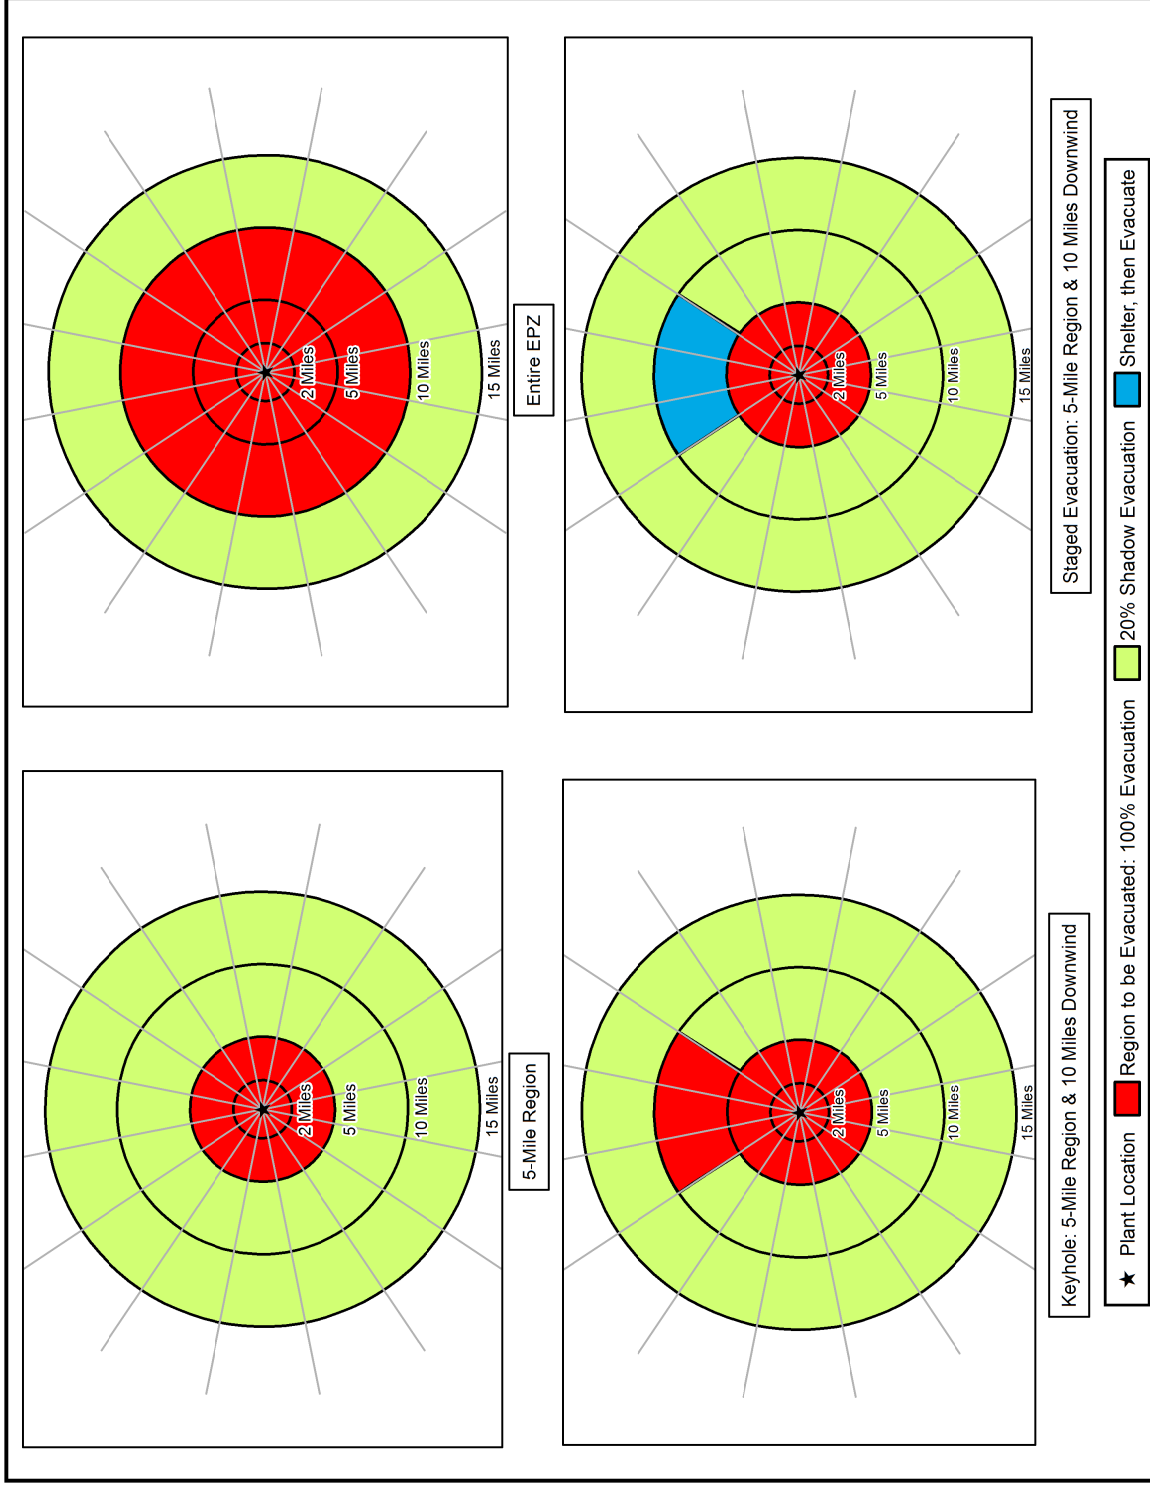 2 Miles
5 Miles
10 Miles
15 Miles
5-Mile Region
2 Miles
5 Miles
10 Miles
15 Miles
Entire EPZ
2 Miles
5 Miles
10 Miles
15 Miles
Keyhole: 5-Mile Region & 10 Miles Downwind
2 Miles
5 Miles
10 Miles
15 Miles
Staged Evacuation: 5-Mile Region & 10 Miles Downwind
Plant Location Region to be Evacuated: 100% Evacuation 20% Shadow Evacuation Shelter, then Evacuate